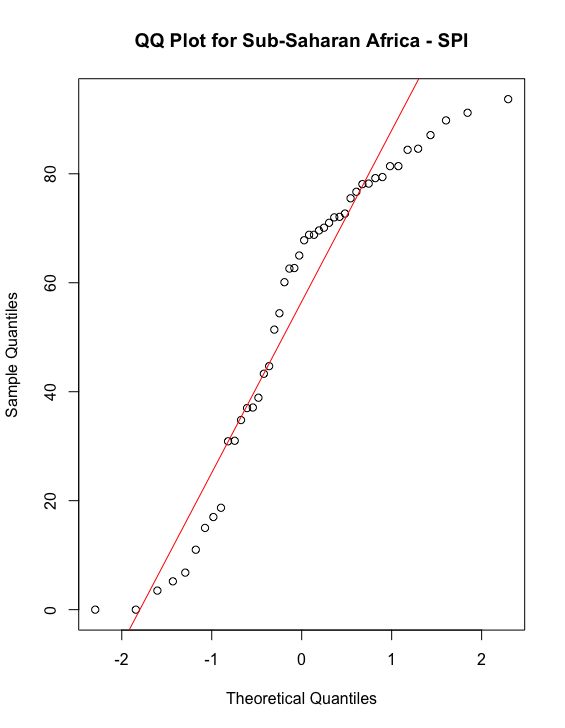 QQ Plot for Sub-Saharan Africa - SPI
Sample Quantiles
80
60
40
20
0
-2 -1 0 1 2
Theoretical Quantiles